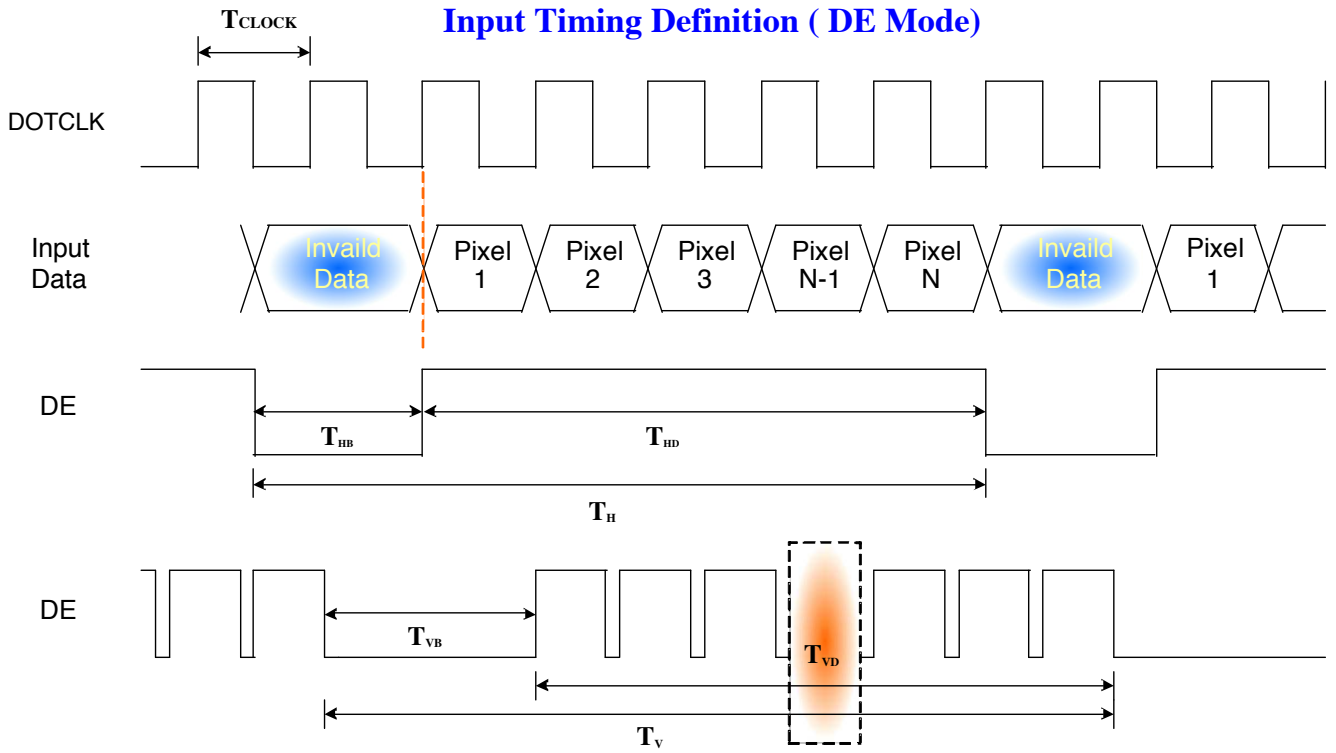 Input Timing Definition ( DE Mode)
TCLOCK
DOTCLK
Input
Data
Invaild
Data
Pixel
1
Pixel
2
Pixel
3
Pixel
N-1
Pixel
N
Invaild
Data
Pixel
1
DE
THB
THD
TH
DE
TVB
TVD
TV